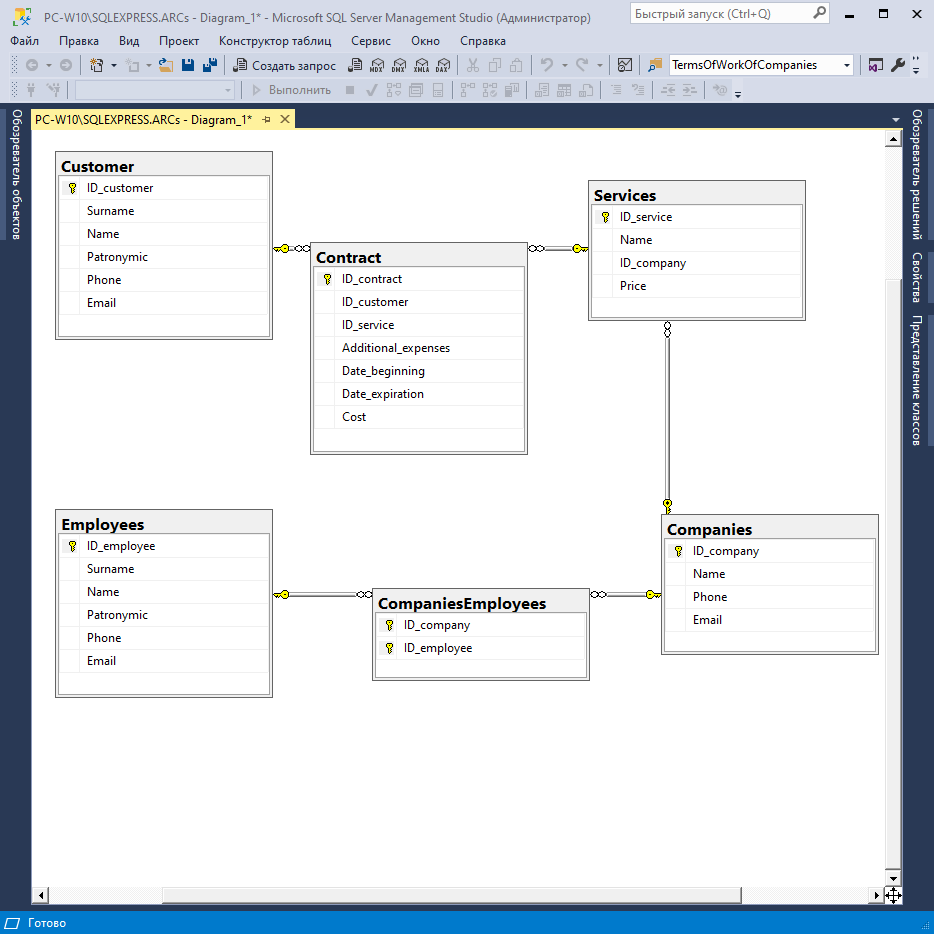 PC-W10\SQLEXPRESS.ARCs - Diagram_1* - Microsoft SQL Server Management Studio (Администратор)
Быстрый запуск (Ctrl+Q)
Файл Правка Вид Проект Конструктор таблиц Сервис Окно Справка
Создать запрос MDX DMX XMLA DAX TermsOfWorkOfCompanies
Выполнить
PC-W10\SQLEXPRESS.ARCs - Diagram_1*
Обозреватель объектов
Customer
ID_customer
Surname
Name
Patronymic
Phone
Email
Contract
ID_contract
ID_customer
ID_service
Additional_expenses
Date_beginning
Date_expiration
Cost
Services
ID_service
Name
ID_company
Price
Employees
ID_employee
Surname
Name
Patronymic
Phone
Email
CompaniesEmployees
ID_company
ID_employee
Companies
ID_company
Name
Phone
Email
Обозреватель решений
Свойства
Представление классов
Готово